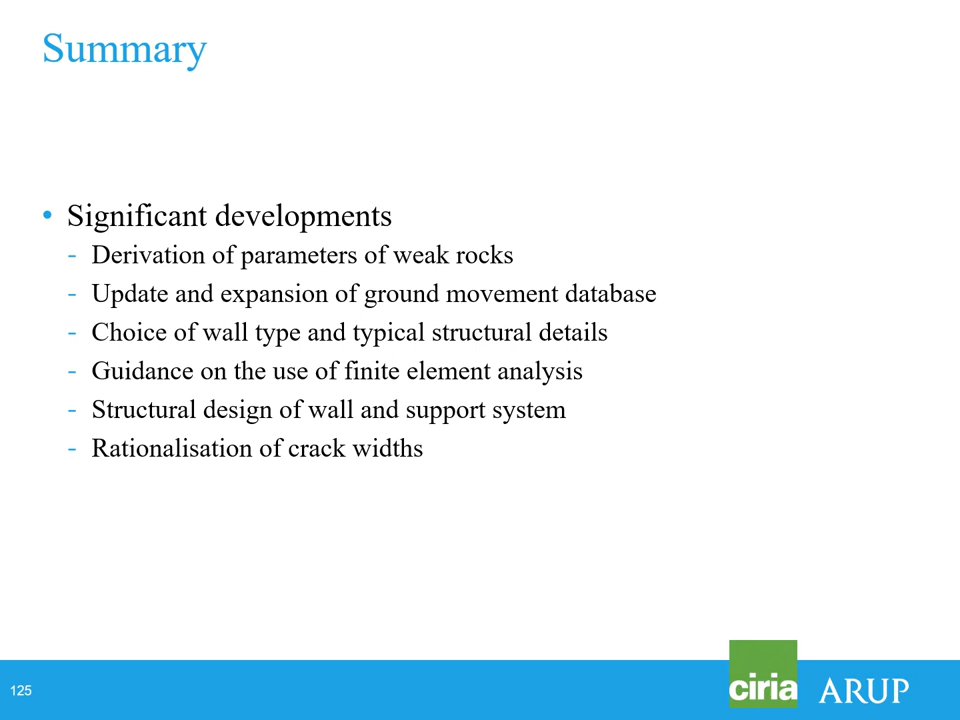 Summary
• Significant developments
- Derivation of parameters of weak rocks
- Update and expansion of ground movement database
- Choice of wall type and typical structural details
- Guidance on the use of finite element analysis
- Structural design of wall and support system
- Rationalisation of crack widths
125
ciria
ARUP